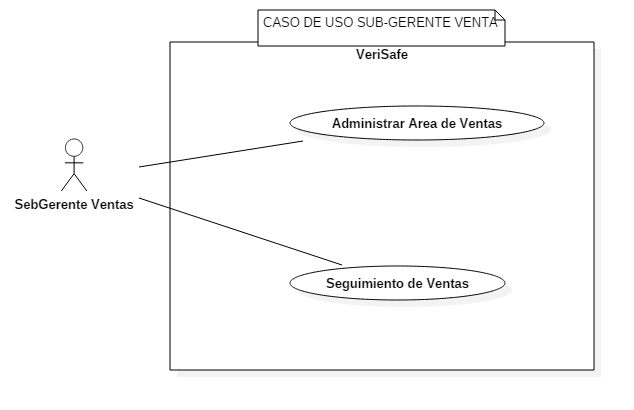 CASO DE USO SUB-GERENTE VENTA
VeriSafe
Administrar Area de Ventas
SebGerente Ventas
Seguimiento de Ventas